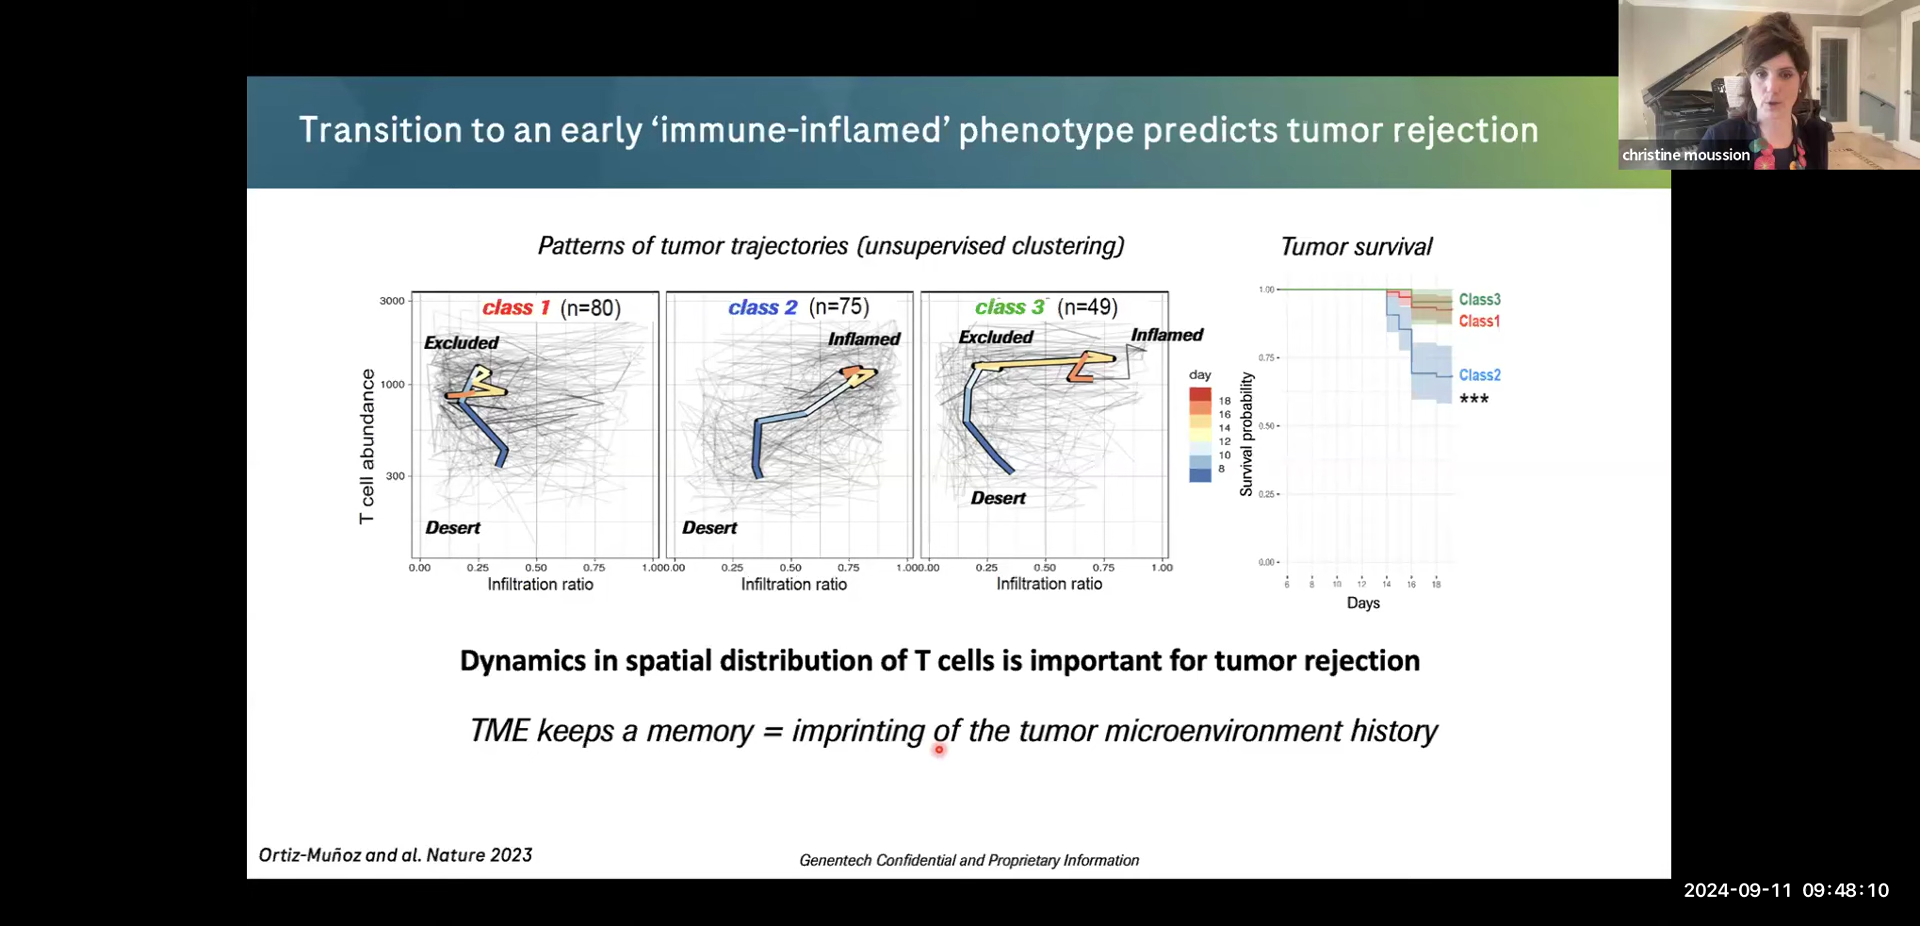 Transition to an early ‘immune-inflamed’ phenotype predicts tumor rejection
christine moussion
Patterns of tumor trajectories (unsupervised clustering)
Tumor survival
class 1 (n=80)
class 2 (n=75)
class 3 (n=49)
Excluded
Inflamed
Excluded
Inflamed
Desert
Desert
Desert
T cell abundance
3000
1000
300
0.00 0.25 0.50 0.75 1.00
0.00 0.25 0.50 0.75 1.00
0.00 0.25 0.50 0.75 1.00
Infiltration ratio
Infiltration ratio
Infiltration ratio
day
18
16
14
12
10
8
Survival probability
1.00
0.75
0.50
0.25
0.00
Class3
Class1
Class2
***
6 8 10 12 14 16 18
Days
Dynamics in spatial distribution of T cells is important for tumor rejection
TME keeps a memory = imprinting of the tumor microenvironment history
Ortiz-Muñoz and al. Nature 2023
Genentech Confidential and Proprietary Information
2024-09-11 09:48:10